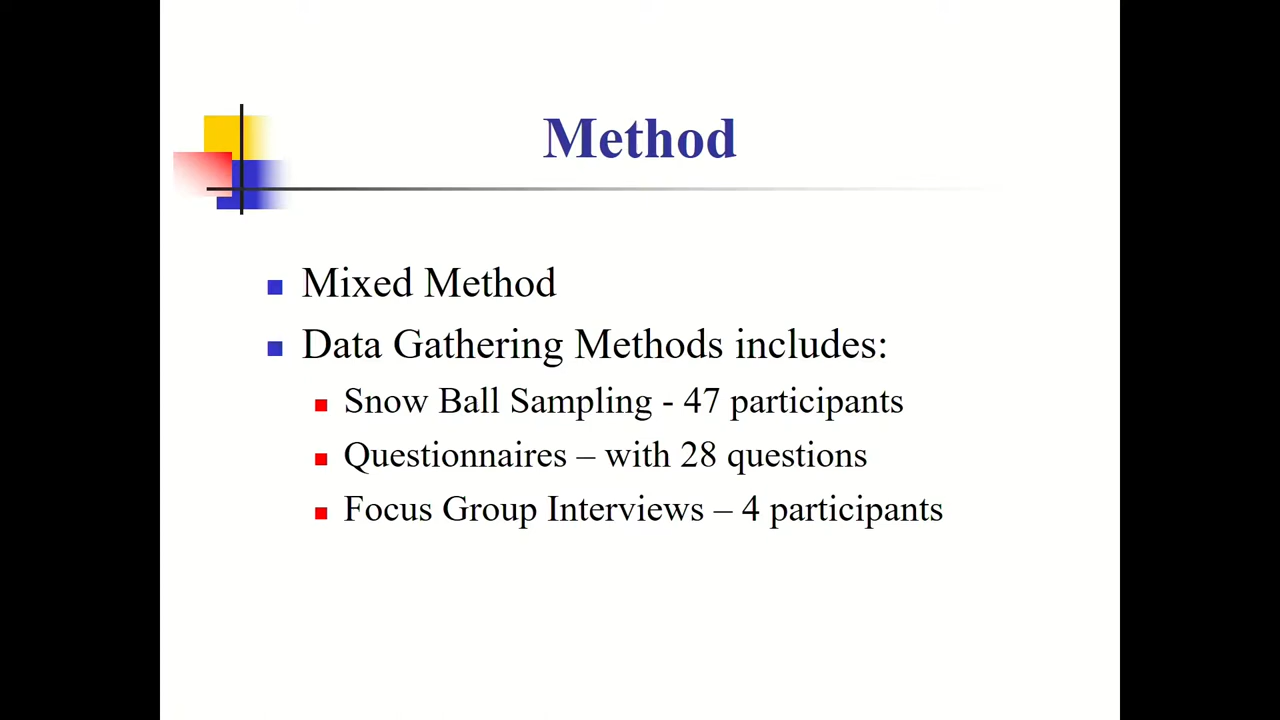 Method
Mixed Method
Data Gathering Methods includes:
Snow Ball Sampling - 47 participants
Questionnaires – with 28 questions
Focus Group Interviews – 4 participants